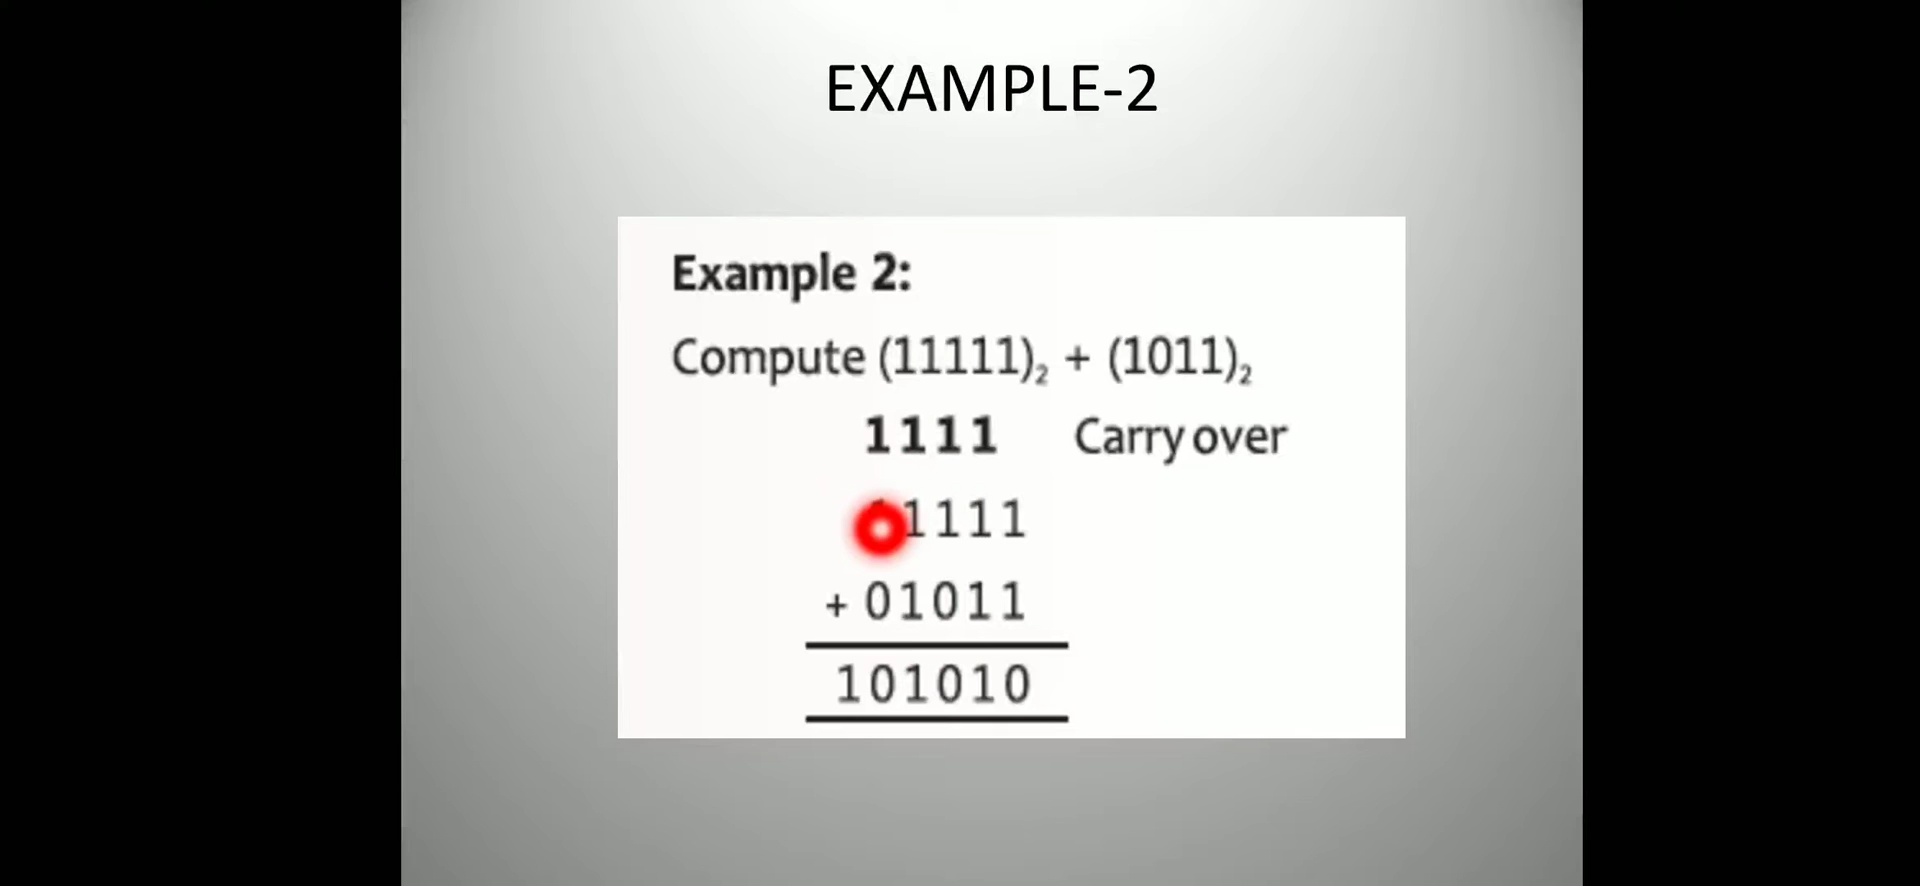 EXAMPLE-2
Example 2:
Compute (11111)₂ + (1011)₂
1111 Carry over
11111
+ 01011
101010